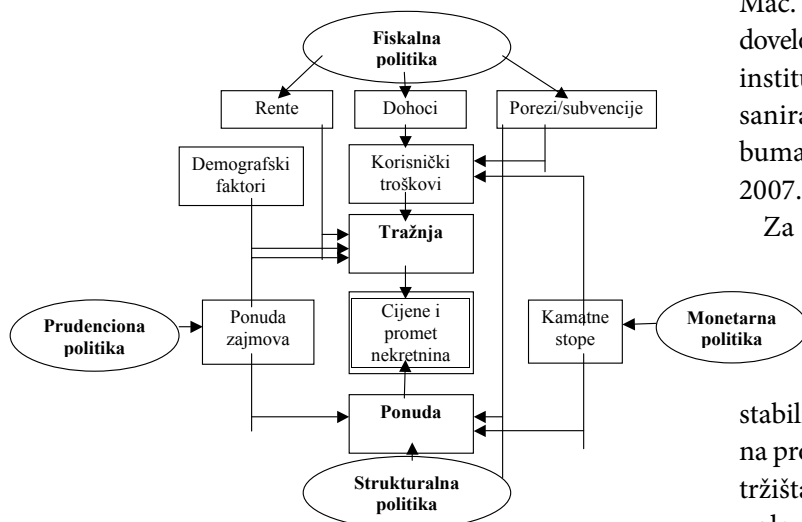 Fiskalna
politika
Rente
Dohoci
Porezi/subvencije
Demografski
faktori
Korisnički
troškovi
Tražnja
Prudenciona
politika
Ponuda
zajmova
Cijene i
promet
nekretnina
Kamatne
stope
Monetarna
politika
Ponuda
Strukturalna
politika
Mac.
dovelo
institu
sanira
buma
2007.
Za
stabil
na pro
tržišta